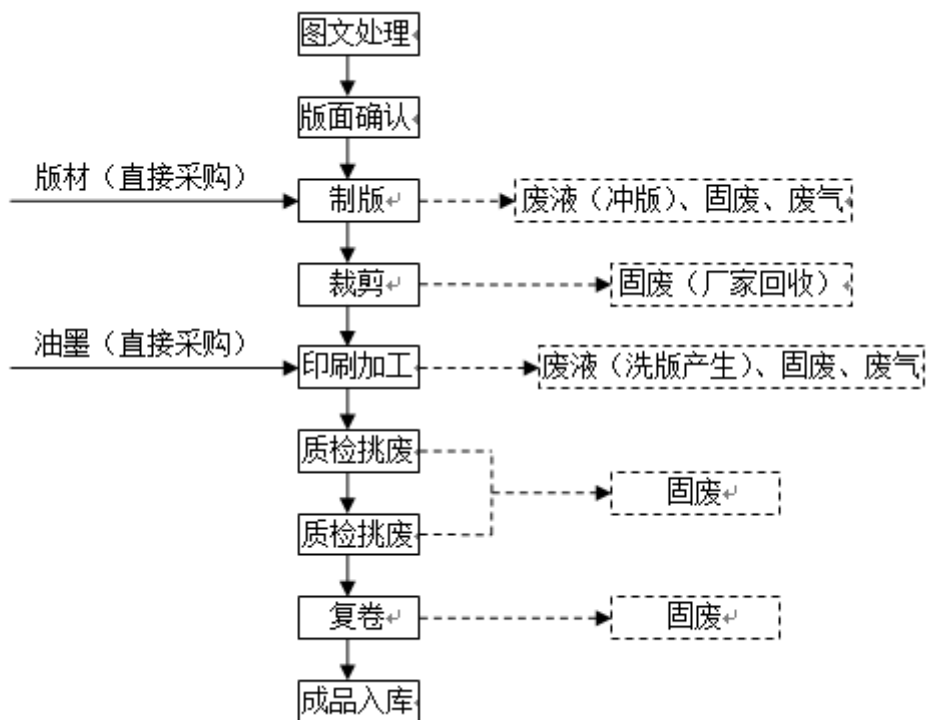 图文处理
版面确认
版材（直接采购）
制版
废液（冲版）、固废、废气
裁剪
固废（厂家回收）
油墨（直接采购）
印刷加工
废液（洗版产生）、固废、废气
质检挑废
固废
质检挑废
复卷
固废
成品入库